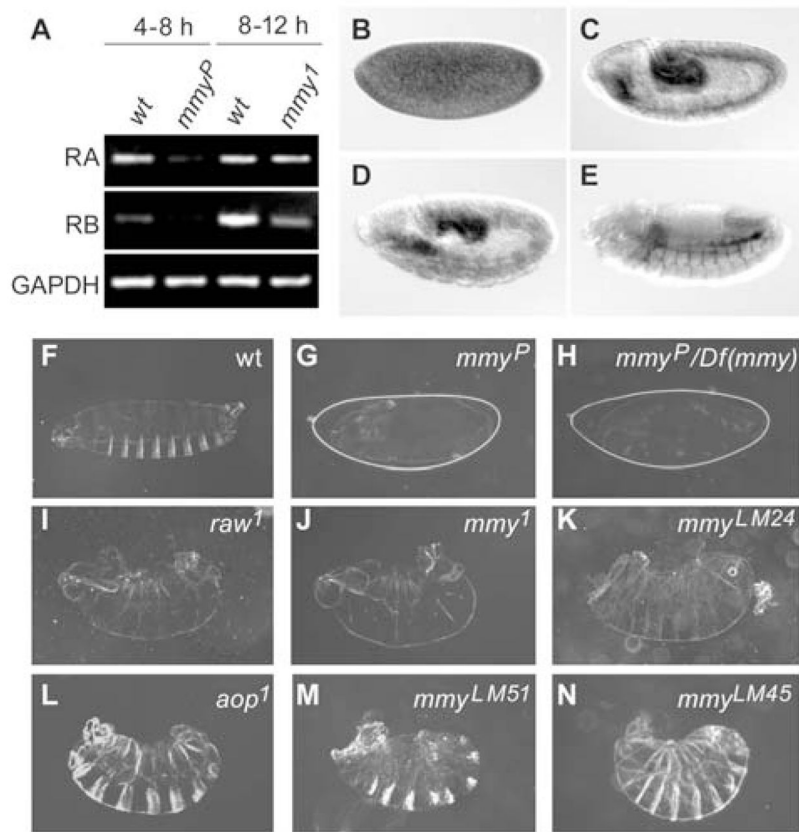 A
4-8 h 8-12 h
wt mmyP wt mmy1
RA
RB
GAPDH
B
C
D
E
F wt
G mmyP
H mmyP/Df(mmy)
I raw1
J mmy1
K mmyLM24
L aop1
M mmyLM51
N mmyLM45